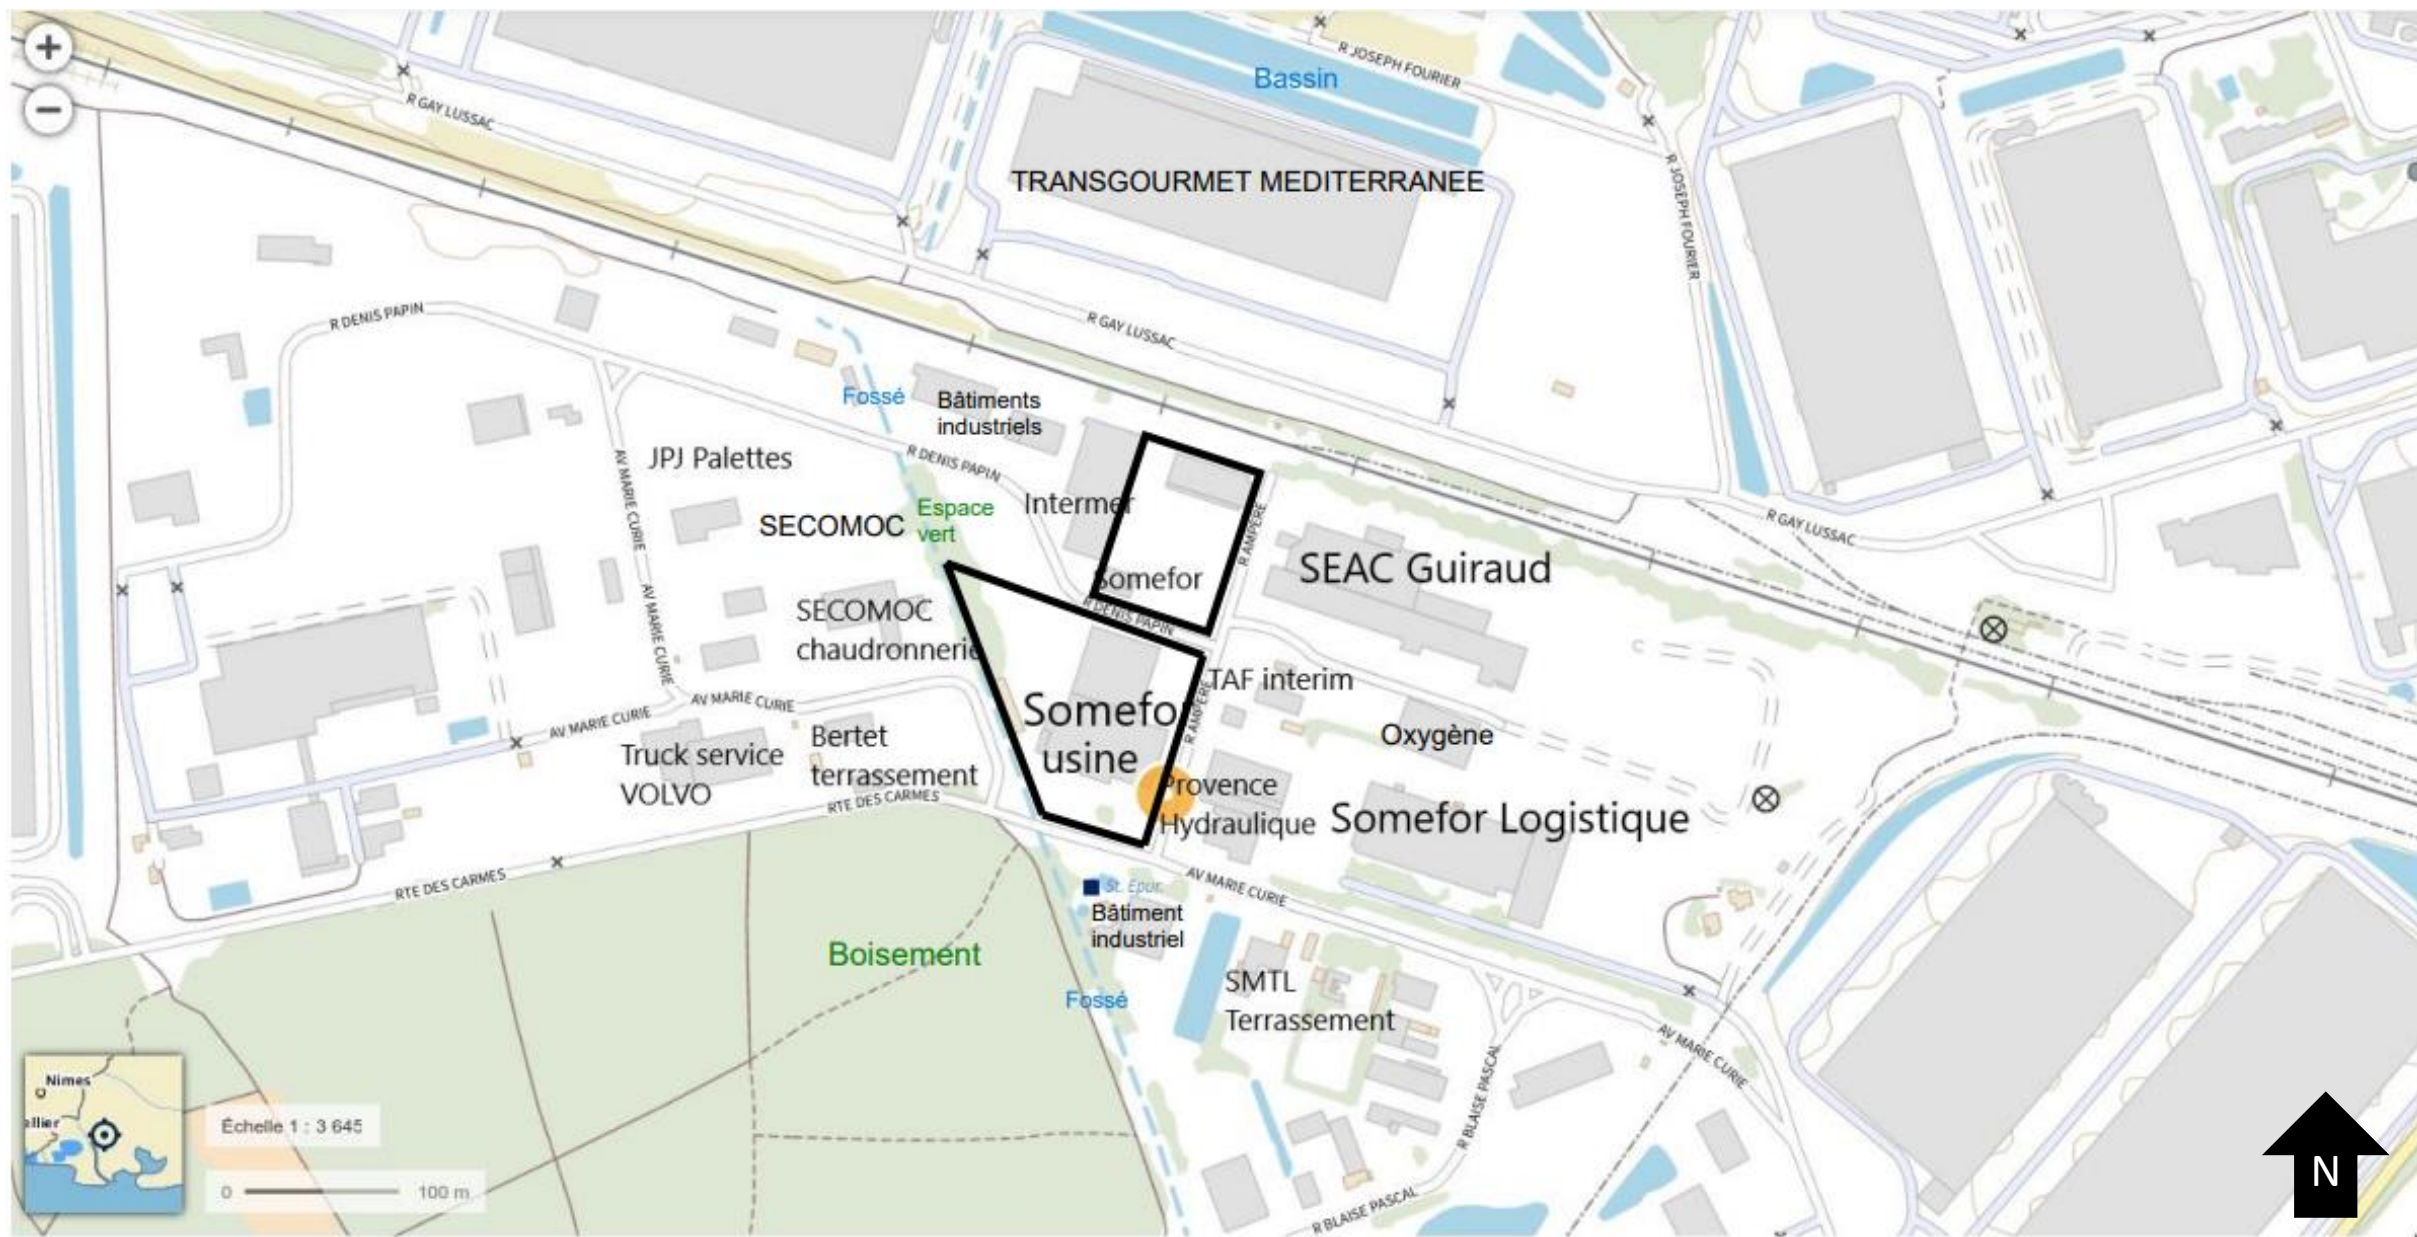 +
−
R JOSEPH FOURIER
Bassin
R GAY LUSSAC
TRANSGOURMET MEDITERRANEE
R JOSEPH FOURIER
R DENIS PAPIN
R GAY LUSSAC
Fossé
Bâtiments
industriels
JPJ Palettes
R DENIS PAPIN
AV MARIE CURIE
Intermer
Espace
vert
SECOMOC
R AMPERE
R GAY LUSSAC
SEAC Guiraud
Somefor
R DENIS PAPIN
AV MARIE CURIE
SECOMOC
chaudronnerie
TAF interim
AV MARIE CURIE
R AMPERE
Somefor
usine
AV MARIE CURIE
Oxygène
Truck service
VOLVO
Bertet
terrassement
RTE DES CARMES
Provence
Hydraulique
Somefor Logistique
RTE DES CARMES
AV MARIE CURIE
St. Epur.
Bâtiment
industriel
Boisement
Fossé
SMTL
Terrassement
AV MARIE CURIE
R BLAISE PASCAL
R BLAISE PASCAL
Nimes
ellier
Échelle 1 : 3 645
0 100 m
N